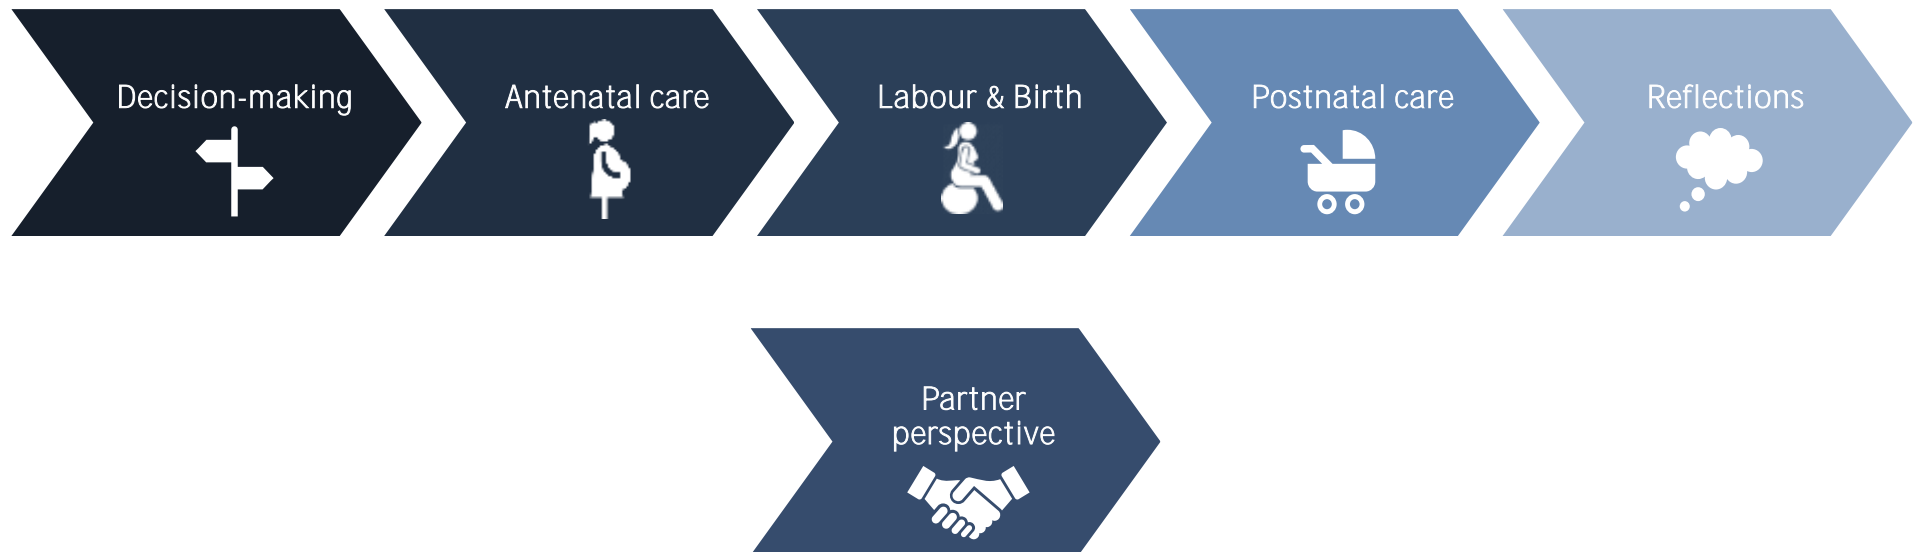 Decision-making
Antenatal care
Labour & Birth
Postnatal care
Reflections
Partner
perspective